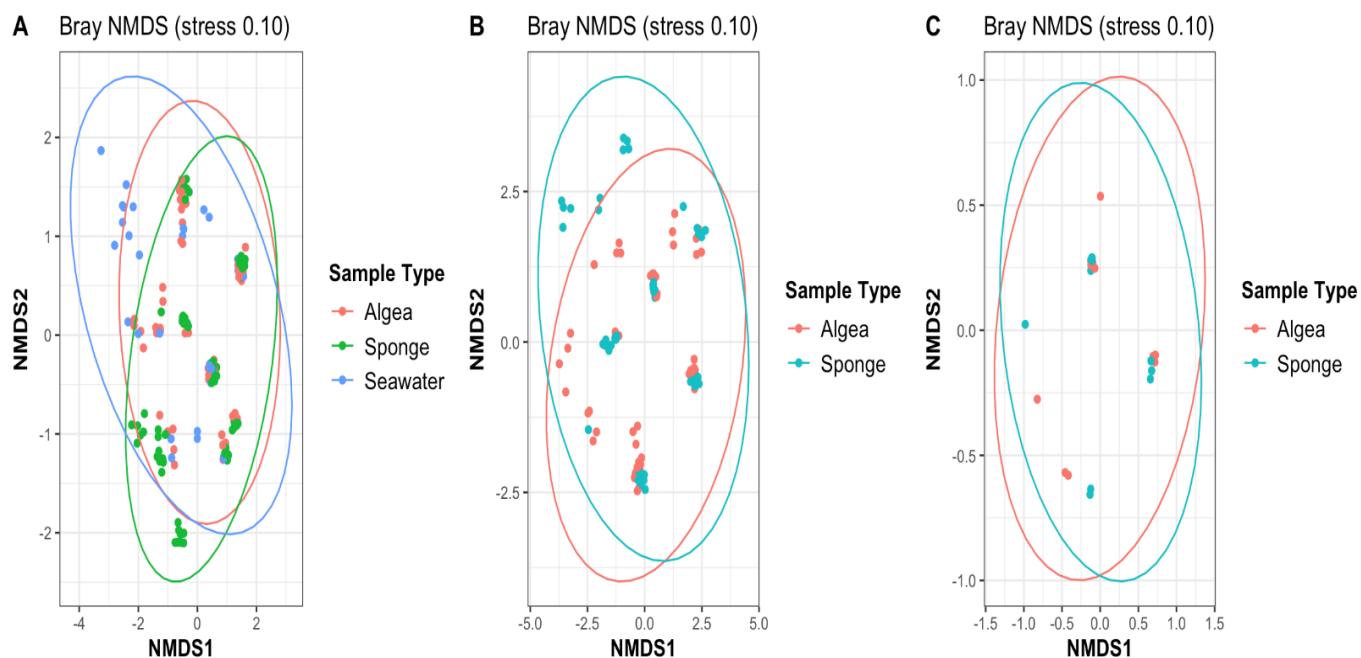 A Bray NMDS (stress 0.10)
B Bray NMDS (stress 0.10)
C Bray NMDS (stress 0.10)
NMDS2
2
1
0
-1
-2
-4 -2 0 2
NMDS1
Sample Type
Algea
Sponge
Seawater
NMDS2
2.5
0.0
-2.5
-5.0 -2.5 0.0 2.5 5.0
NMDS1
Sample Type
Algea
Sponge
NMDS2
1.0
0.5
0.0
-0.5
-1.0
-1.5 -1.0 -0.5 0.0 0.5 1.0 1.5
NMDS1
Sample Type
Algea
Sponge